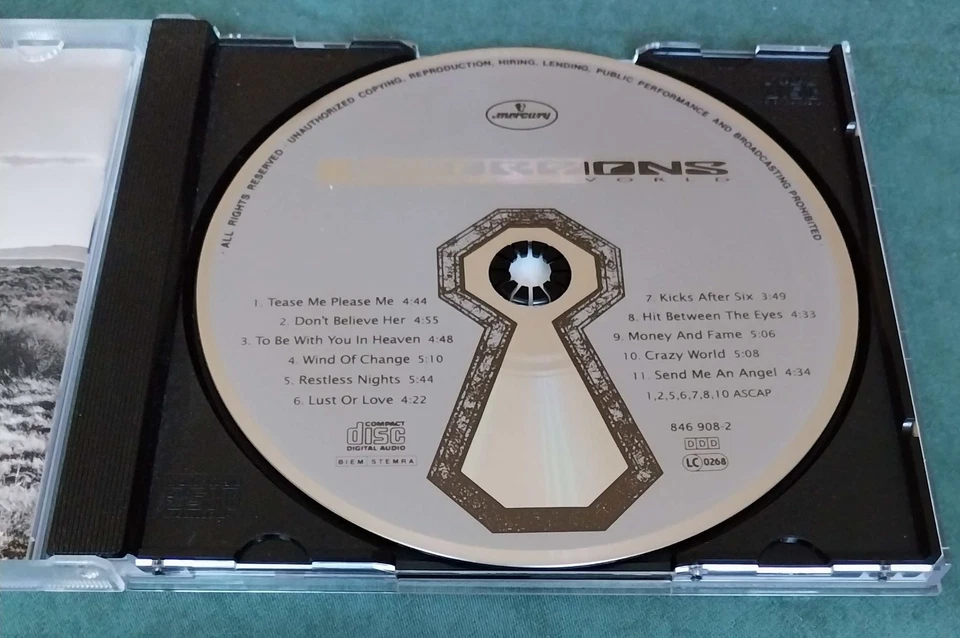 ALL RIGHTS RESERVED · UNAUTHORIZED COPYING, REPRODUCTION, HIRING, LENDING, PUBLIC PERFORMANCE AND BROADCASTING PROHIBITED
mercury
IONS
WORLD
1. Tease Me Please Me 4:44
2. Don't Believe Her 4:55
3. To Be With You In Heaven 4:48
4. Wind Of Change 5:10
5. Restless Nights 5:44
6. Lust Or Love 4:22
7. Kicks After Six 3:49
8. Hit Between The Eyes 4:33
9. Money And Fame 5:06
10. Crazy World 5:08
11. Send Me An Angel 4:34
1,2,5,6,7,8,10 ASCAP
COMPACT
disc
DIGITAL AUDIO
BIEM STEMRA
846 908-2
DDD
LC 0268